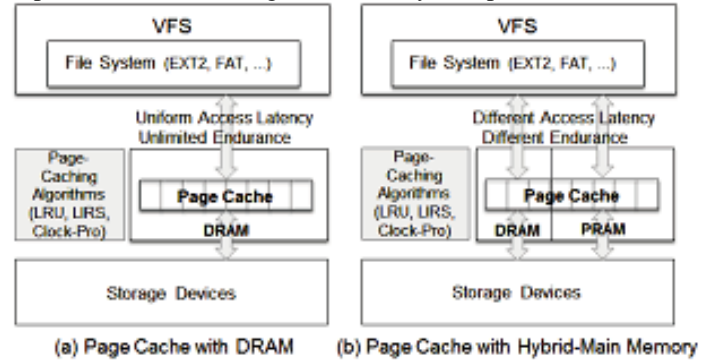 VFS
File System (EXT2, FAT, ...)
Uniform Access Latency
Unlimited Endurance
Page-
Caching
Algorithms
(LRU, LIRS,
Clock-Pro)
Page Cache
DRAM
Storage Devices
(a) Page Cache with DRAM
VFS
File System (EXT2, FAT, ...)
Different Access Latency
Different Endurance
Page-
Caching
Algorithms
(LRU, LIRS,
Clock-Pro)
Page Cache
DRAM PRAM
Storage Devices
(b) Page Cache with Hybrid-Main Memory